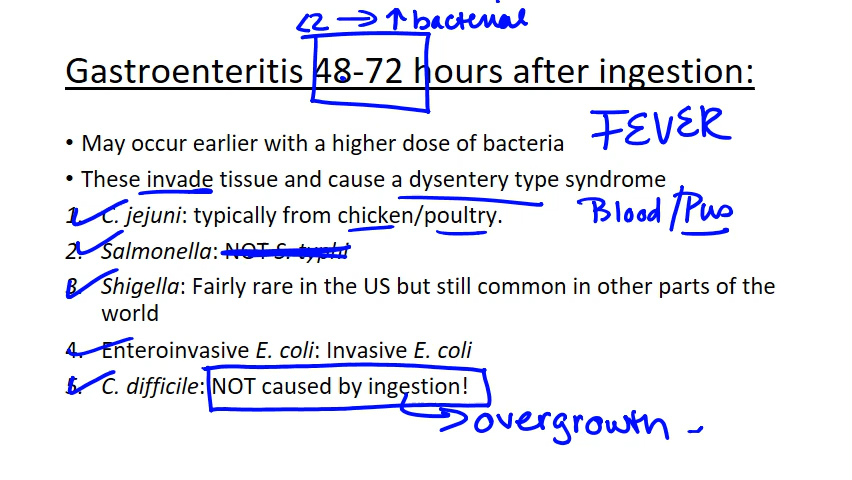 <2 → ↑ bacterial
Gastroenteritis 48-72 hours after ingestion:
• May occur earlier with a higher dose of bacteria
FEVER
• These invade tissue and cause a dysentery type syndrome
1. C. jejuni: typically from chicken/poultry.
Blood/Pus
2. Salmonella: NOT S. typhi
3. Shigella: Fairly rare in the US but still common in other parts of the
world
4. Enteroinvasive E. coli: Invasive E. coli
5. C. difficile: NOT caused by ingestion!
→ overgrowth -